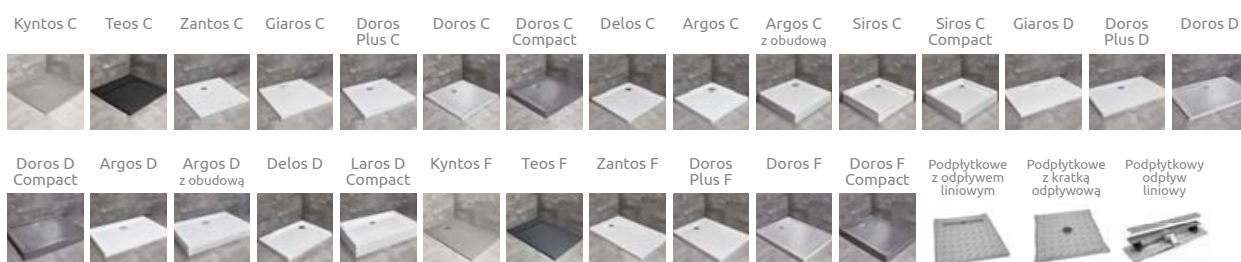 Kyntos C
Teos C
Zantos C
Giaros C
Doros
Plus C
Doros C
Doros C
Compact
Delos C
Argos C
Argos C
z obudową
Siros C
Siros C
Compact
Giaros D
Doros
Plus D
Doros D
Doros D
Compact
Argos D
Argos D
z obudową
Delos D
Laros D
Compact
Kyntos F
Teos F
Zantos F
Doros
Plus F
Doros F
Doros F
Compact
Podpłytkowe
z odpływem
liniowym
Podpłytkowe
z kratką
odpływową
Podpłytkowy
odpływ
liniowy